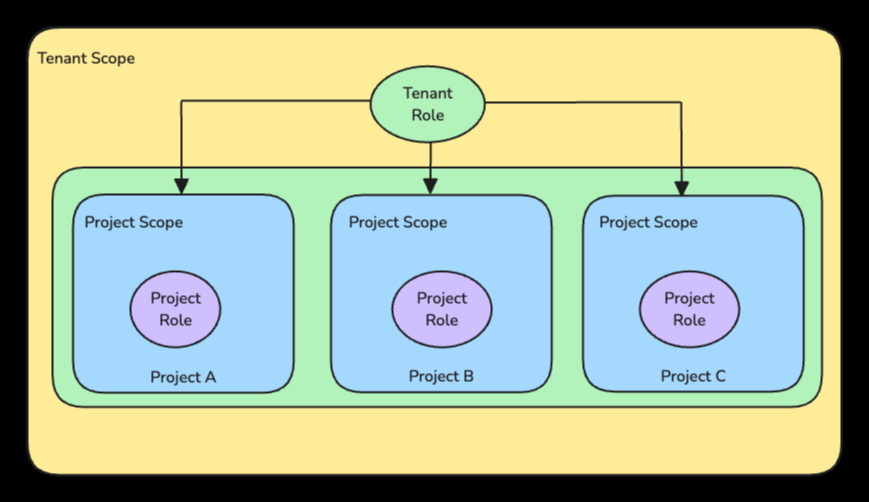 Tenant Scope
Tenant
Role
Project Scope
Project Scope
Project Scope
Project
Role
Project
Role
Project
Role
Project A
Project B
Project C